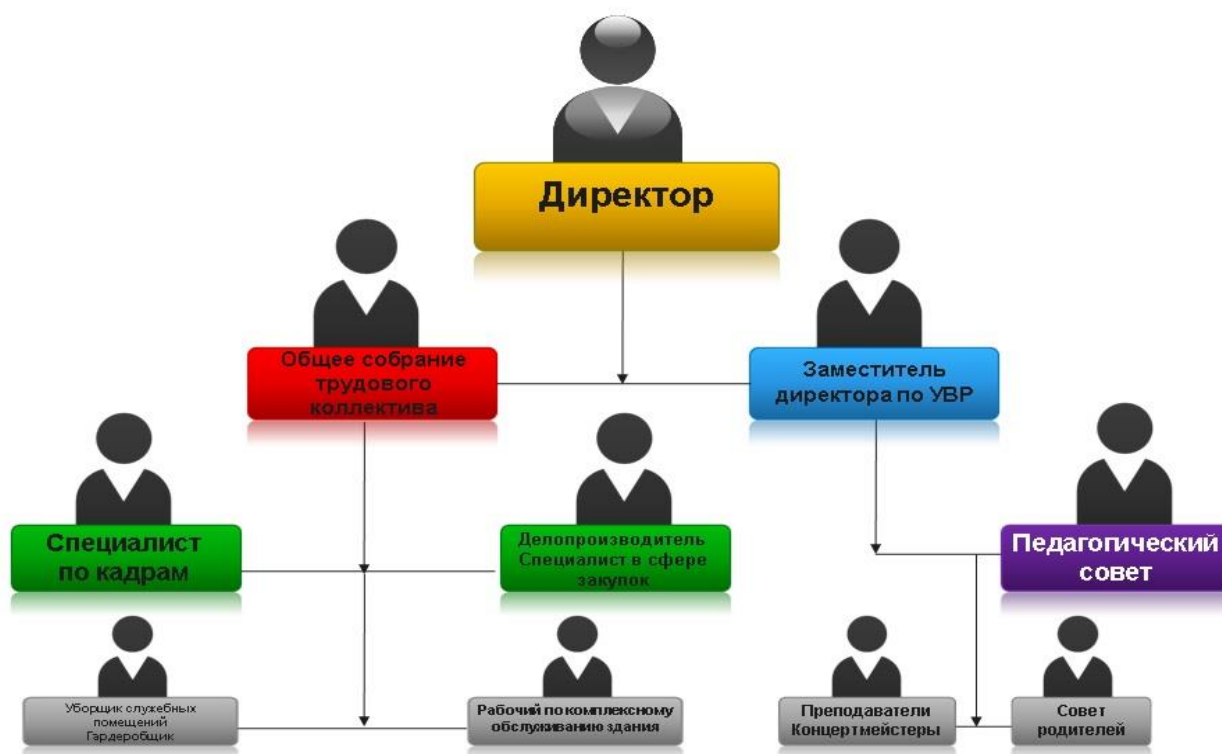 Директор
Общее собрание
трудового
коллектива
Заместитель
директора по УВР
Специалист
по кадрам
Делопроизводитель
Специалист в сфере
закупок
Педагогический
совет
Уборщик служебных
помещений
Гардеробщик
Рабочий по комплексному
обслуживанию здания
Преподаватели
Концертмейстеры
Совет
родителей